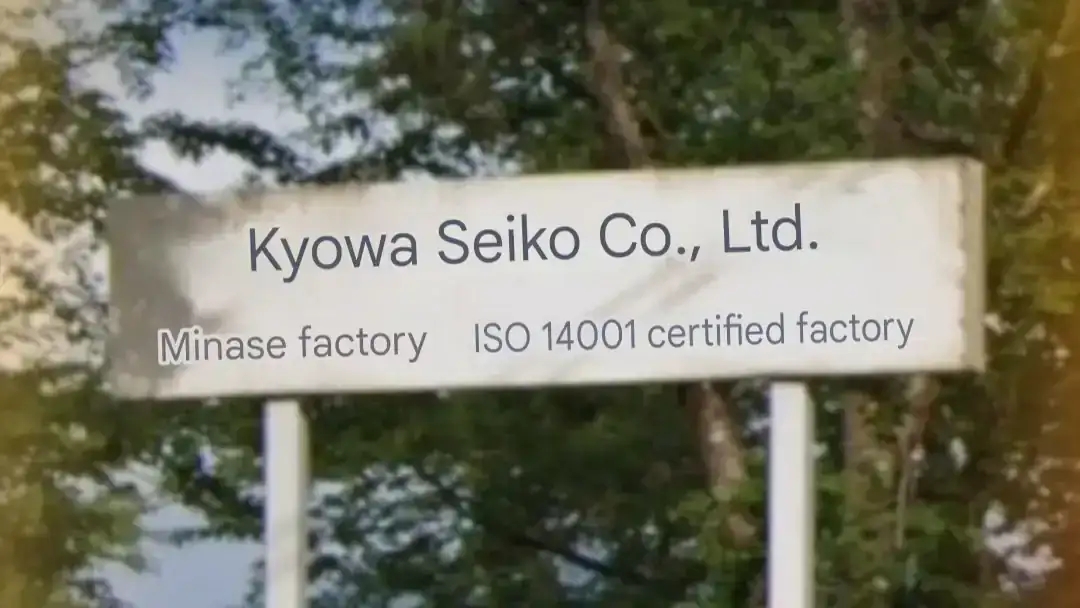 Kyowa Seiko Co., Ltd.
Minase factory ISO 14001 certified factory